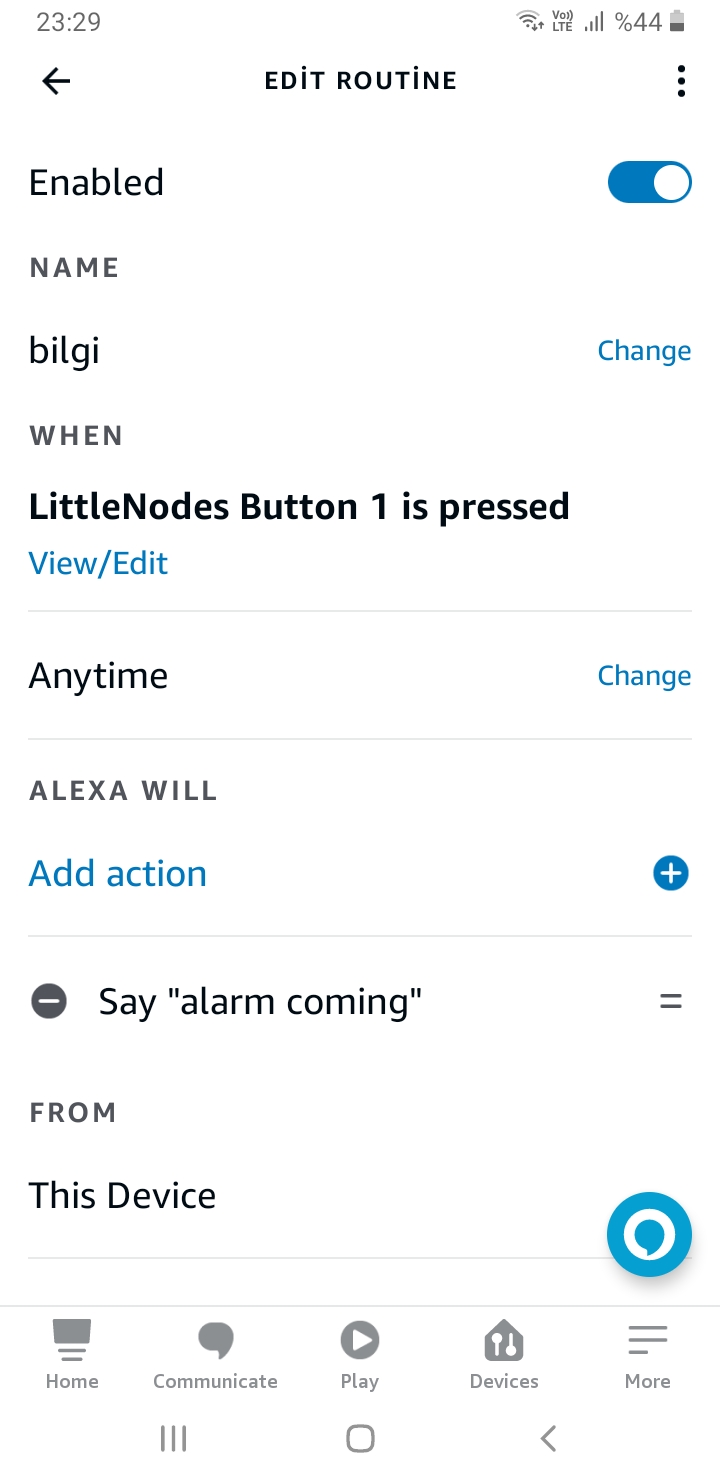 23:29
Vo)) LTE %44
EDİT ROUTİNE
Enabled
NAME
bilgi
Change
WHEN
LittleNodes Button 1 is pressed
View/Edit
Anytime
Change
ALEXA WILL
Add action
Say "alarm coming"
FROM
This Device
Home
Communicate
Play
Devices
More